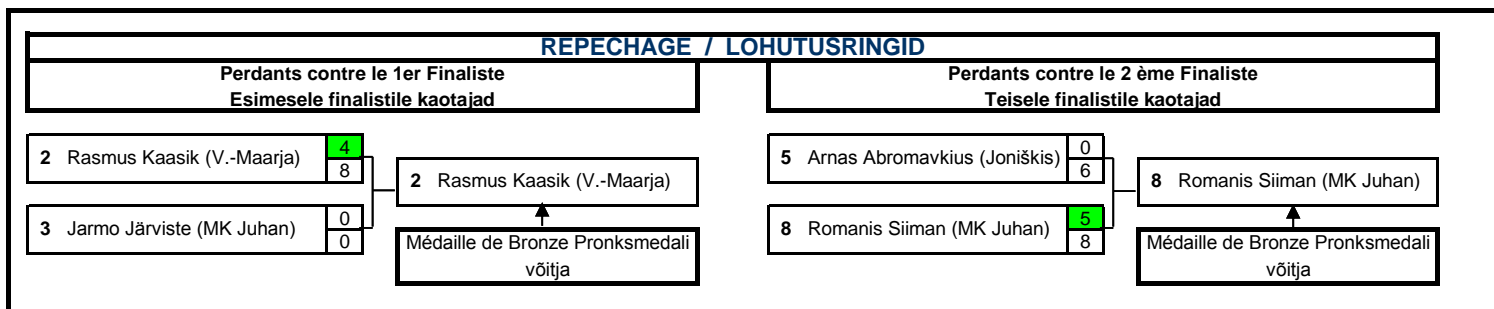 REPECHAGE / LOHUTUSRINGID
Perdants contre le 1er Finaliste
Esimesele finalistile kaotajad
Perdants contre le 2 ème Finaliste
Teisele finalistile kaotajad
2 Rasmus Kaasik (V.-Maarja) 4
8
2 Rasmus Kaasik (V.-Maarja)
3 Jarmo Järviste (MK Juhan) 0
0
Médaille de Bronze Pronksmedali
võitja
5 Arnas Abromavkius (Joniškis) 0
6
8 Romanis Siiman (MK Juhan)
8 Romanis Siiman (MK Juhan) 5
8
Médaille de Bronze Pronksmedali
võitja